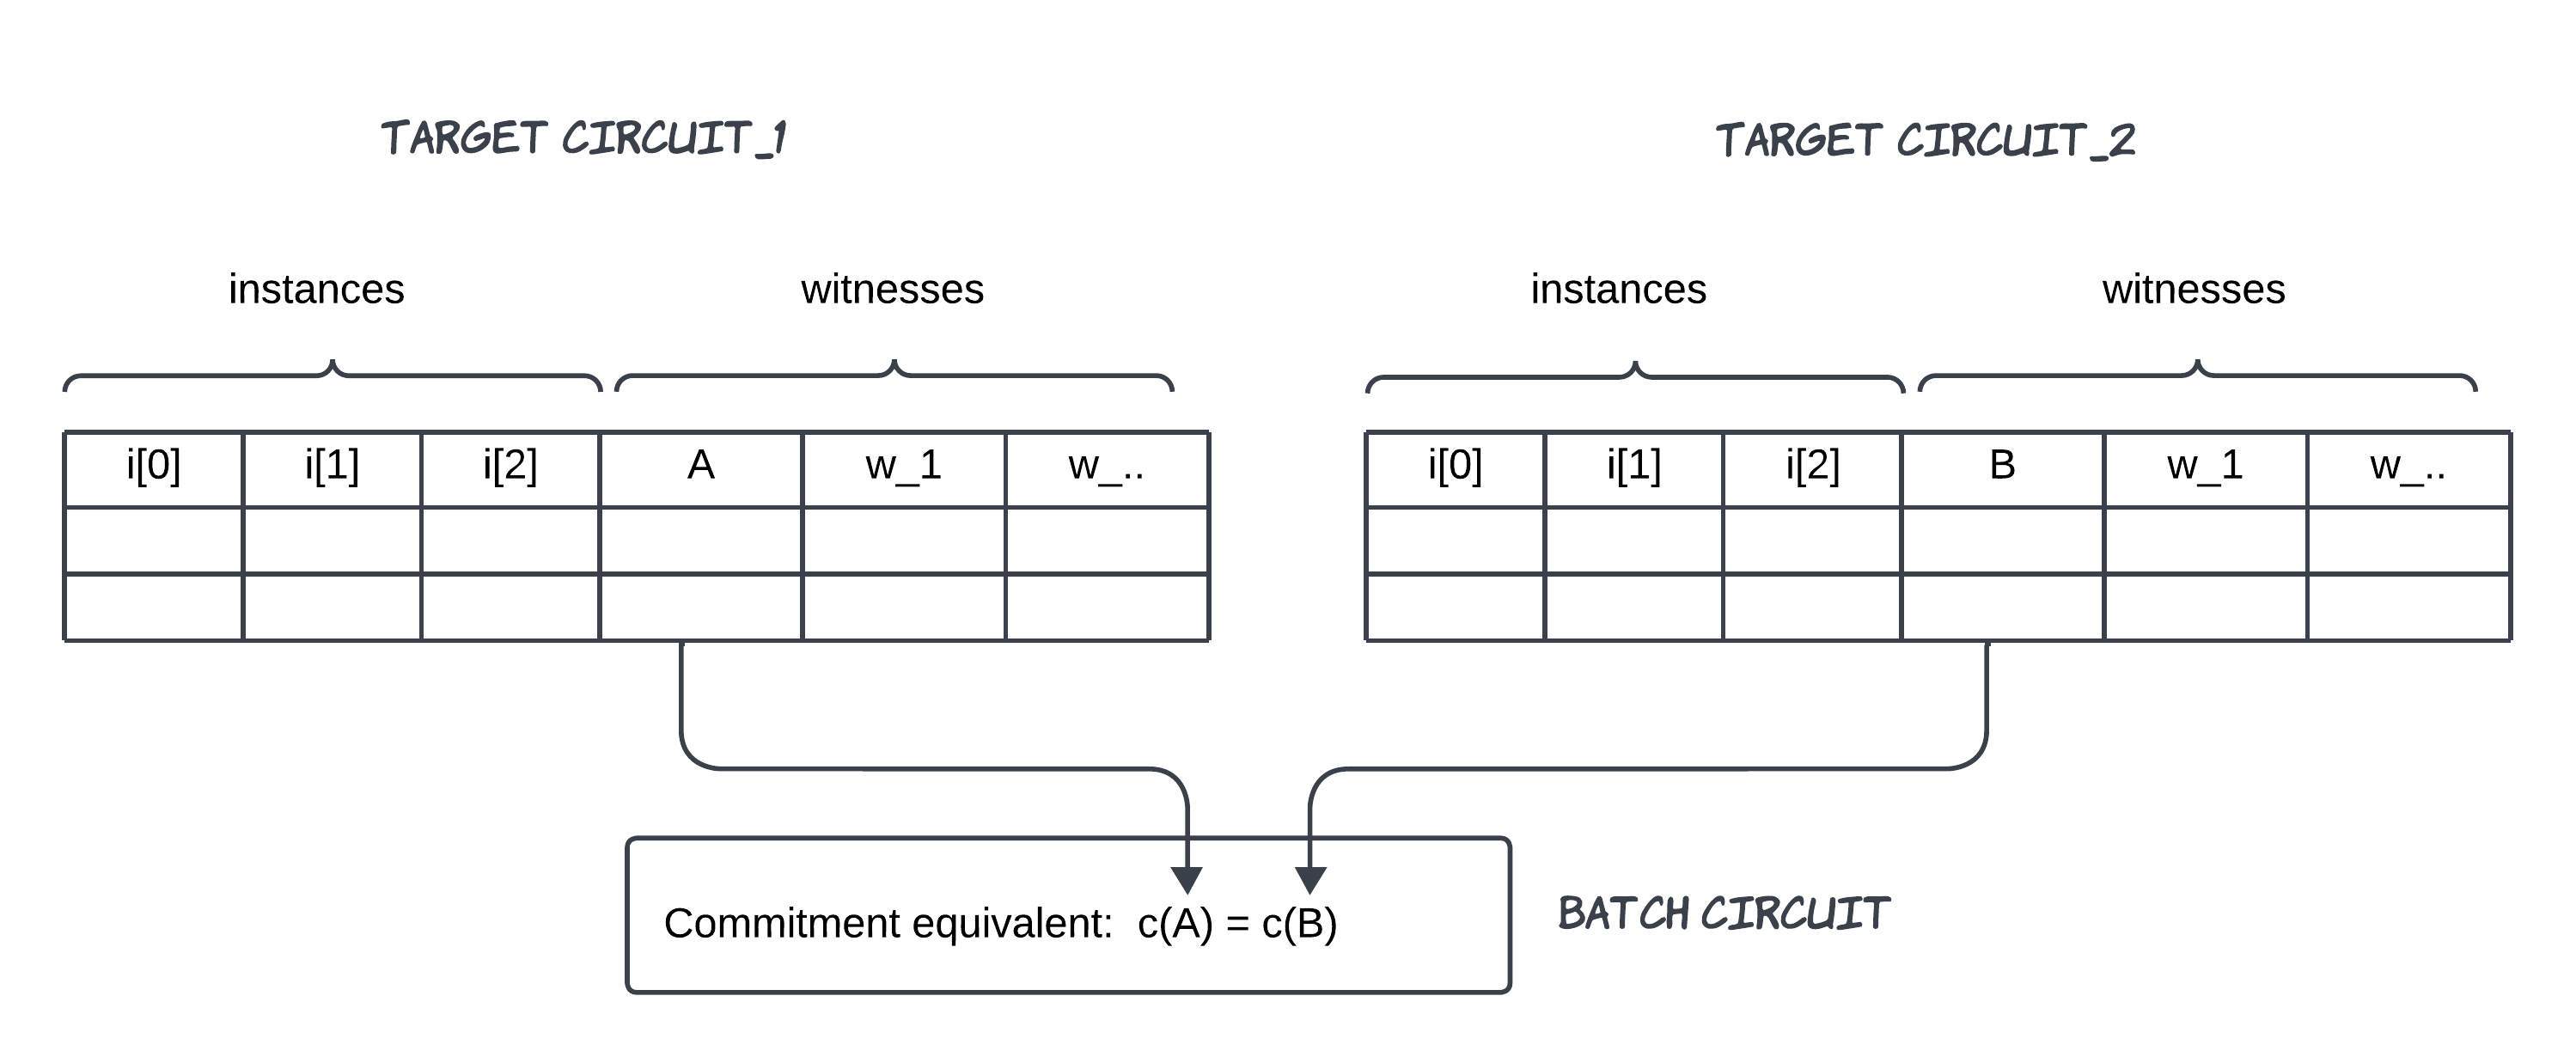 TARGET CIRCUIT_1 TARGET CIRCUIT_2
instances witnesses instances witnesses
i[0] i[1] i[2] A w_1 w_.. i[0] i[1] i[2] B w_1 w_..
Commitment equivalent: c(A) = c(B) BATCH CIRCUIT